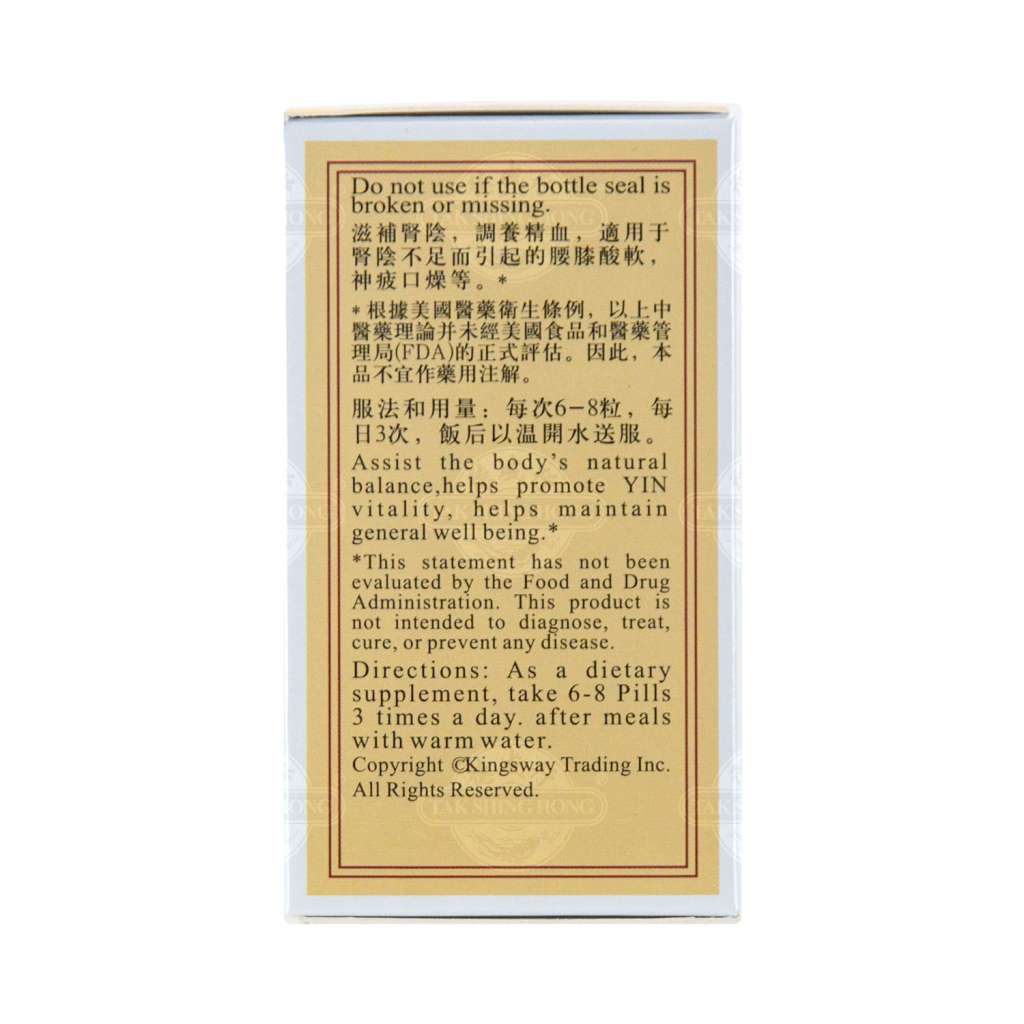 Do not use if the bottle seal is
broken or missing.
滋補腎陰，調養精血，適用于
腎陰不足而引起的腰膝酸軟，
神疲口燥等。*
*根據美國醫藥衛生條例，以上中
醫藥理論并未經美國食品和醫藥管
理局(FDA)的正式評估。因此，本
品不宜作藥用注解。
服法和用量：每次6-8粒，每
日3次，飯后以温開水送服。
Assist the body's natural
balance,helps promote YIN
vitality, helps maintain
general well being.*
*This statement has not been
evaluated by the Food and Drug
Administration. This product is
not intended to diagnose, treat,
cure, or prevent any disease.
Directions: As a dietary
supplement, take 6-8 Pills
3 times a day. after meals
with warm water.
Copyright ©Kingsway Trading Inc.
All Rights Reserved.
TAK SHING HONG